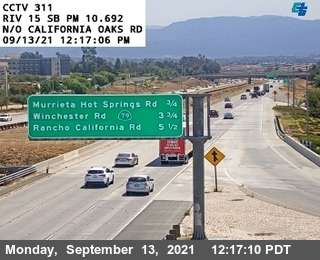 CCTV 311
RIV 15 SB PM 10.692
N/O CALIFORNIA OAKS RD
09/13/21 12:17:06 PM
Murrieta Hot Springs Rd 3/4
Winchester Rd 79 3 3/4
Rancho California Rd 5 1/2
Monday, September 13, 2021 12:17:10 PDT